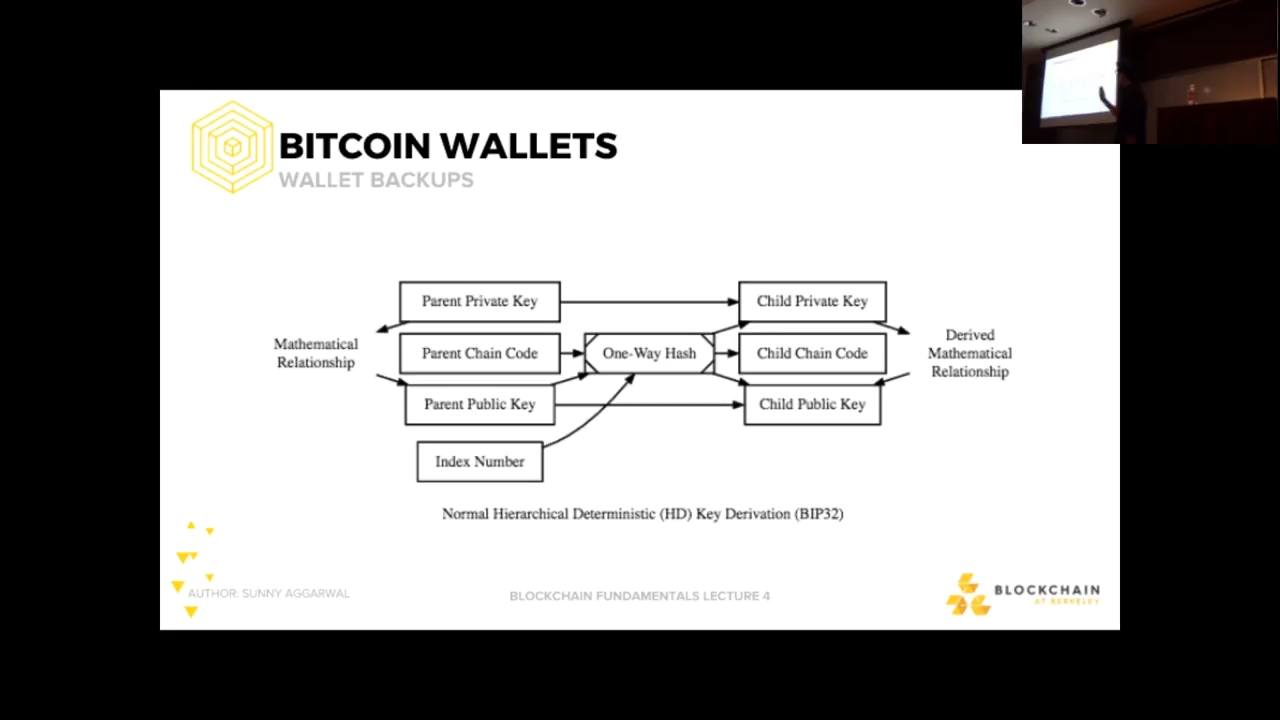 BITCOIN WALLETS
WALLET BACKUPS
Parent Private Key
Child Private Key
Mathematical
Relationship
Parent Chain Code
One-Way Hash
Child Chain Code
Derived
Mathematical
Relationship
Parent Public Key
Child Public Key
Index Number
Normal Hierarchical Deterministic (HD) Key Derivation (BIP32)
AUTHOR: SUNNY AGGARWAL
BLOCKCHAIN FUNDAMENTALS LECTURE 4
BLOCKCHAIN
AT BERKELEY